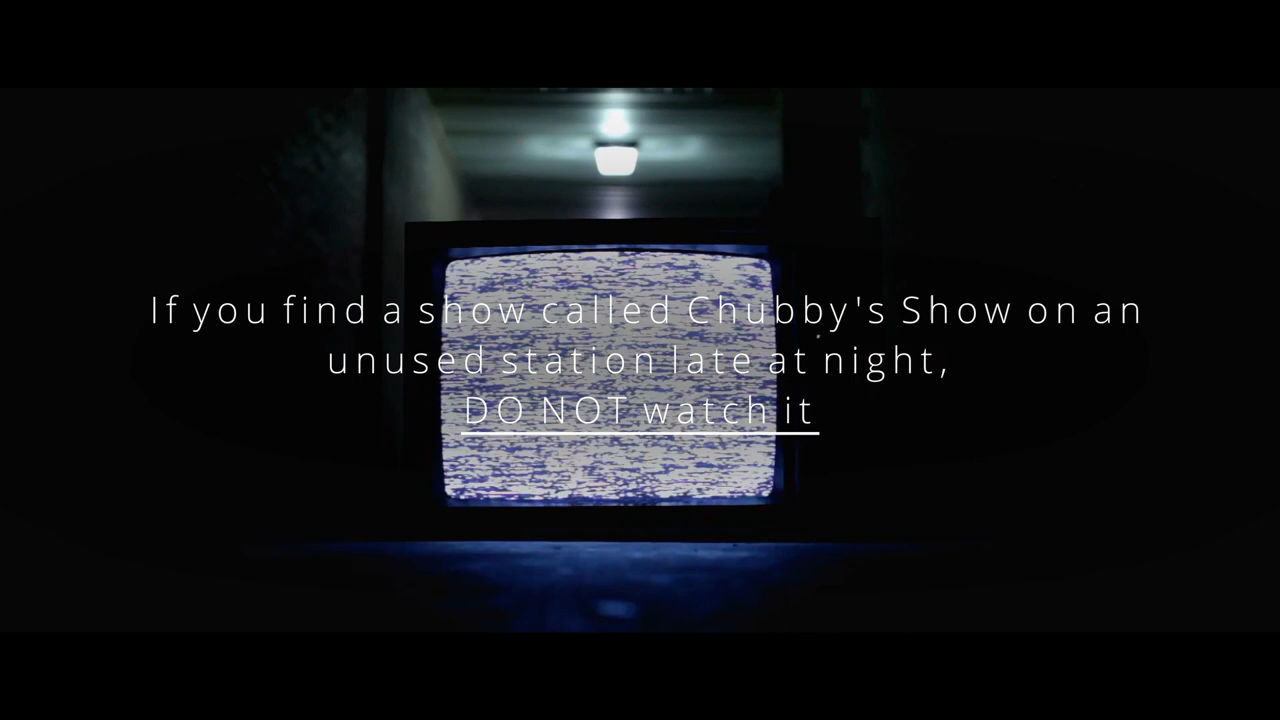 If you find a show called Chubby's Show on an
unused station late at night,
DO NOT watch it